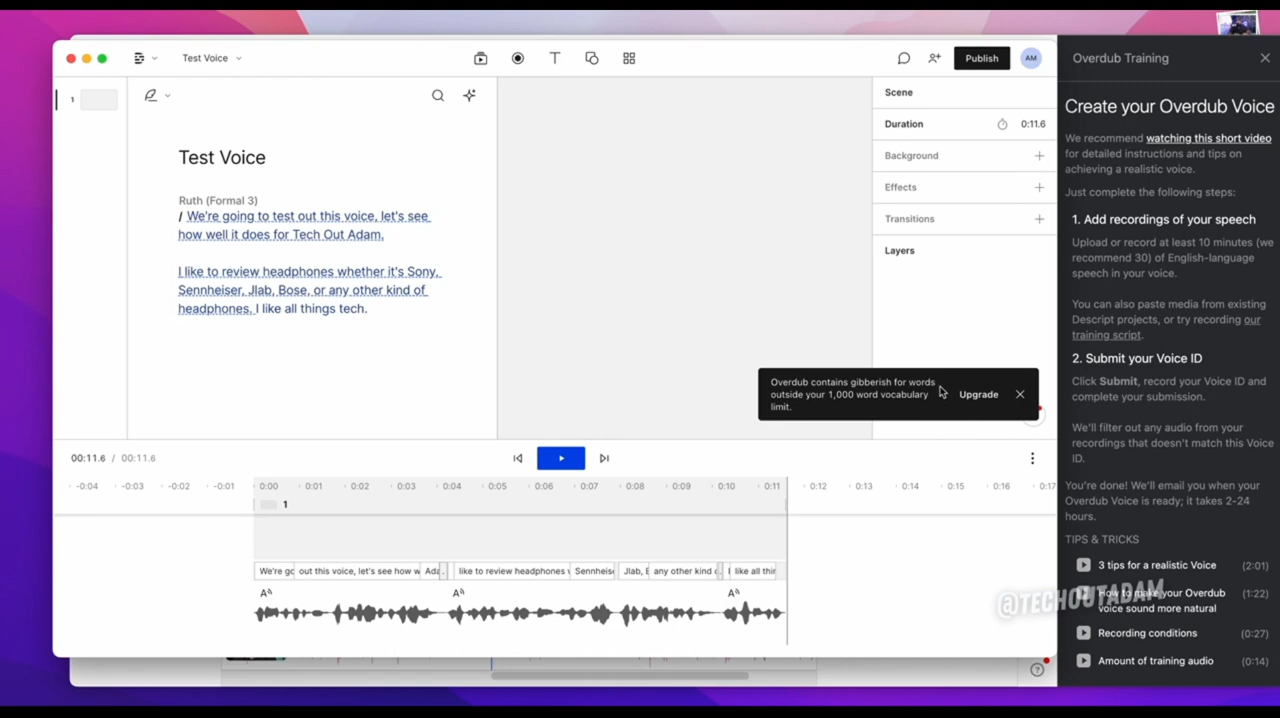 Test Voice
Publish
AM
1
Test Voice
Ruth (Formal 3)
/ We're going to test out this voice, let's see
how well it does for Tech Out Adam,
I like to review headphones whether it's Sony,
Sennheiser, Jlab, Bose, or any other kind of
headphones, I like all things tech.
Scene
Duration 0:11.6
Background
Effects
Transitions
Layers
Overdub contains gibberish for words
outside your 1,000 word vocabulary
limit.
Upgrade
00:11.6 / 00:11.6
-0:04 -0:03 -0:02 -0:01 0:00 0:01 0:02 0:03 0:04 0:05 0:06 0:07 0:08 0:09 0:10 0:11 0:12 0:13 0:14 0:15 0:16 0:17
1
We're go out this voice, let's see how w Ada like to review headphones Sennheis Jlab, any other kind I like all thin
Overdub Training
Create your Overdub Voice
We recommend watching this short video
for detailed instructions and tips on
achieving a realistic voice.
Just complete the following steps:
1. Add recordings of your speech
Upload or record at least 10 minutes (we
recommend 30) of English-language
speech in your voice.
You can also paste media from existing
Descript projects, or try recording our
training script.
2. Submit your Voice ID
Click Submit, record your Voice ID and
complete your submission.
We'll filter out any audio from your
recordings that doesn't match this Voice
ID.
You're done! We'll email you when your
Overdub Voice is ready; it takes 2-24
hours.
TIPS & TRICKS
3 tips for a realistic Voice (2:01)
How to make your Overdub (1:22)
voice sound more natural
Recording conditions (0:27)
Amount of training audio (0:14)
@TECHOUTADAM